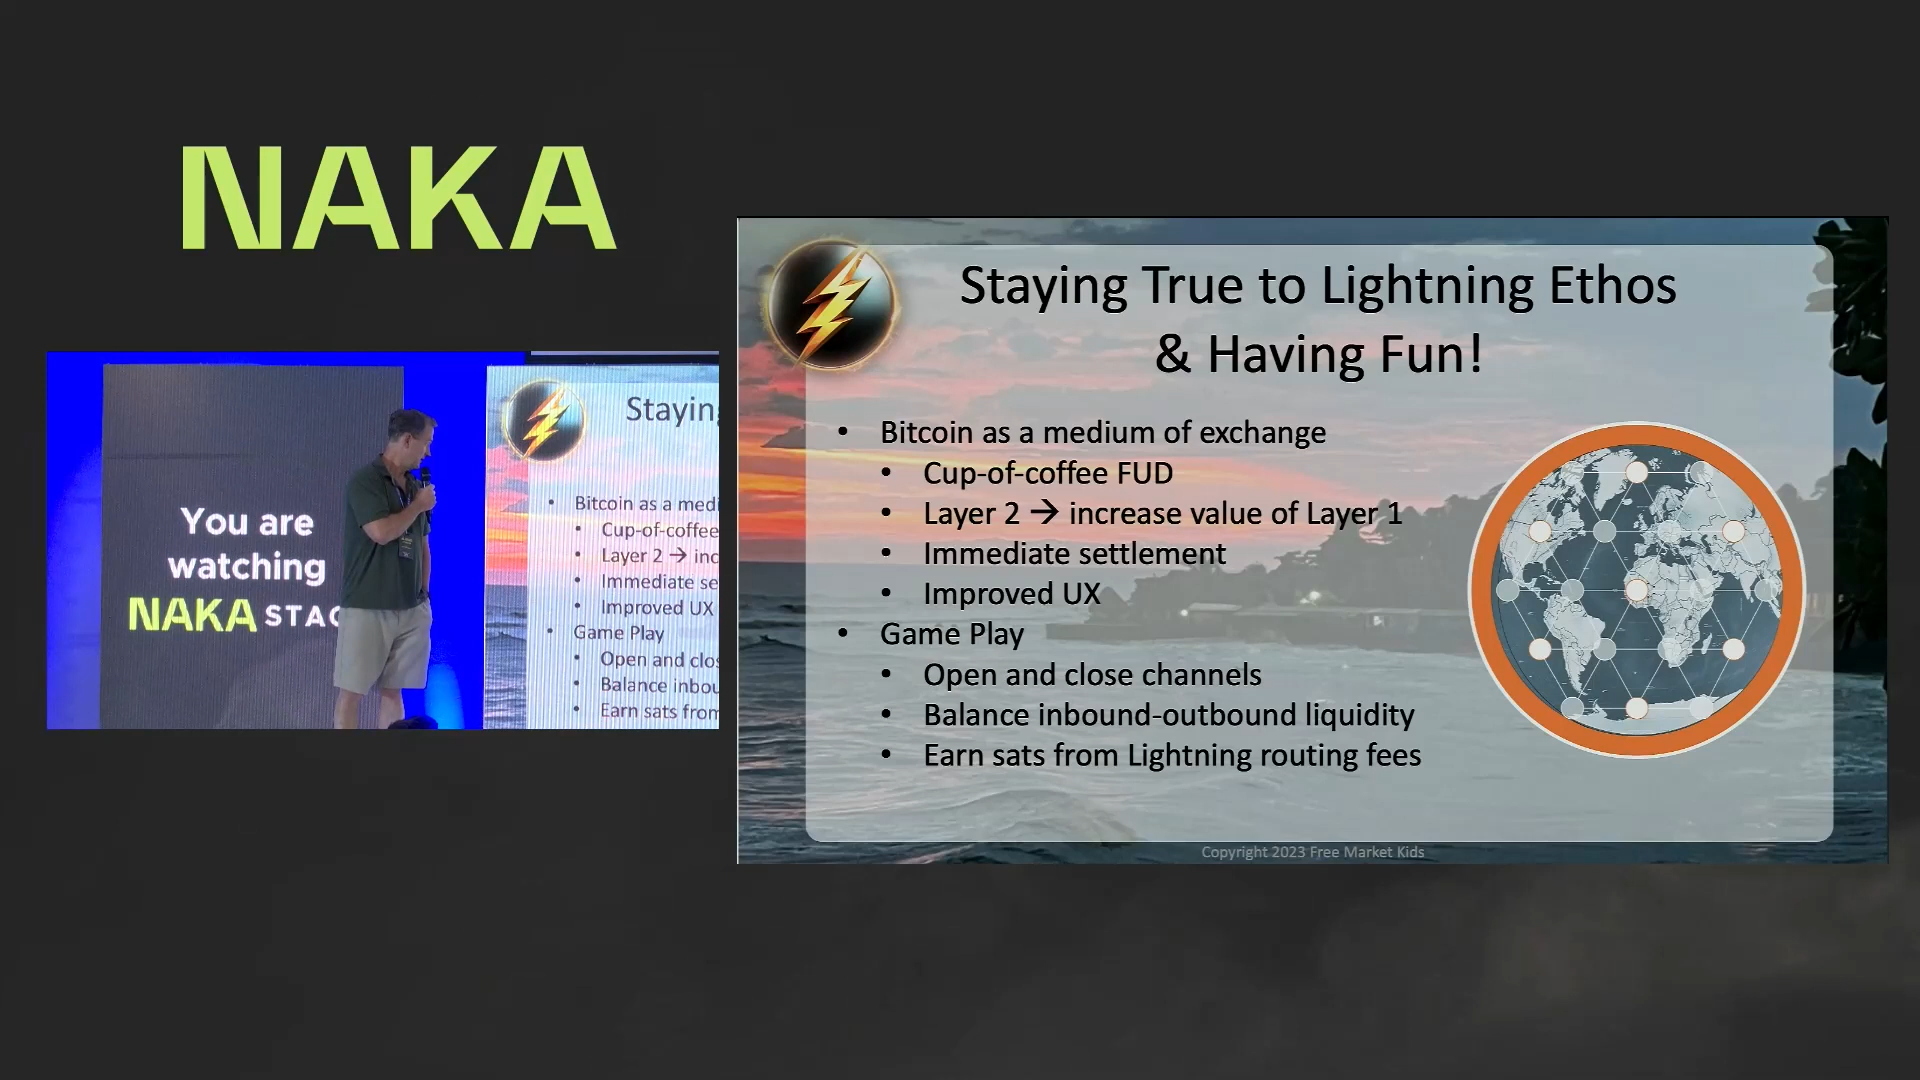 NAKA
You are
watching
NAKA STAG
Staying
Bitcoin as a medi
Cup-of-coffee
Layer 2 → inc
Immediate se
Improved UX
Game Play
Open and clos
Balance inbou
Earn sats from
Staying True to Lightning Ethos
& Having Fun!
• Bitcoin as a medium of exchange
• Cup-of-coffee FUD
• Layer 2 → increase value of Layer 1
• Immediate settlement
• Improved UX
• Game Play
• Open and close channels
• Balance inbound-outbound liquidity
• Earn sats from Lightning routing fees
Copyright 2023 Free Market Kids